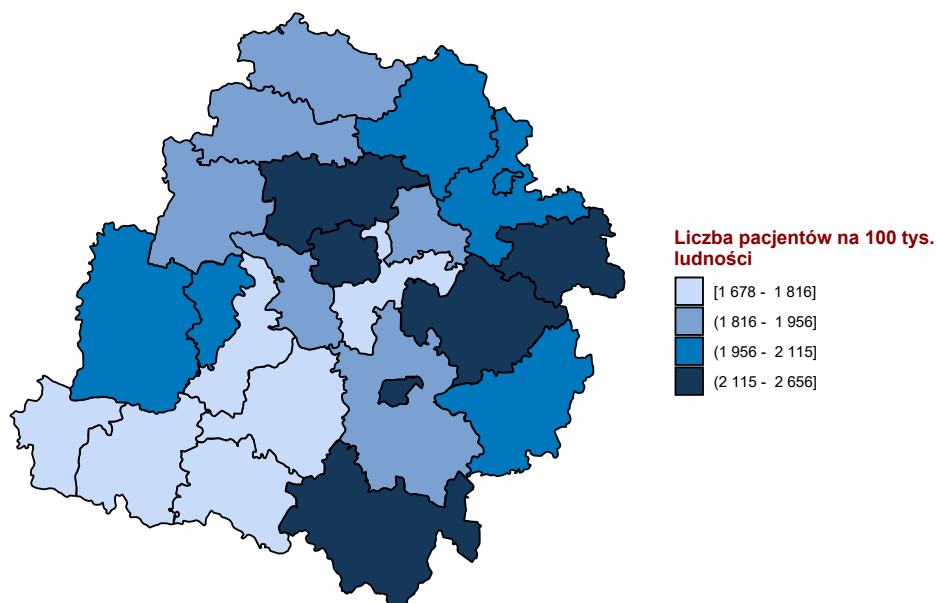 Liczba pacjentów na 100 tys.
ludności
[1 678 - 1 816]
(1 816 - 1 956]
(1 956 - 2 115]
(2 115 - 2 656]